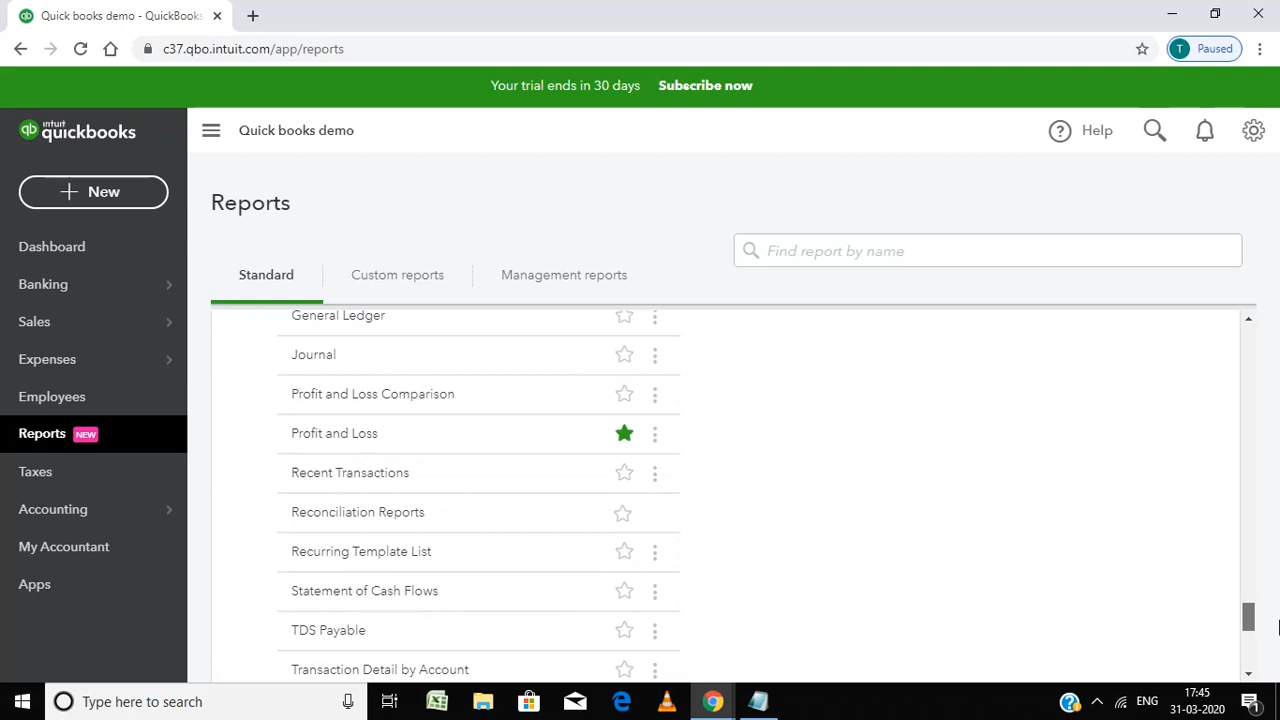 Quick books demo - QuickBooks
c37.qbo.intuit.com/app/reports
T Paused
Your trial ends in 30 days Subscribe now
qb intuit quickbooks
Quick books demo
? Help
New
Reports
Find report by name
Dashboard
Banking
Sales
Expenses
Employees
Reports NEW
Taxes
Accounting
My Accountant
Apps
Standard
Custom reports
Management reports
General Ledger
Journal
Profit and Loss Comparison
Profit and Loss
Recent Transactions
Reconciliation Reports
Recurring Template List
Statement of Cash Flows
TDS Payable
Transaction Detail by Account
Type here to search
ENG
17:45
31-03-2020
1